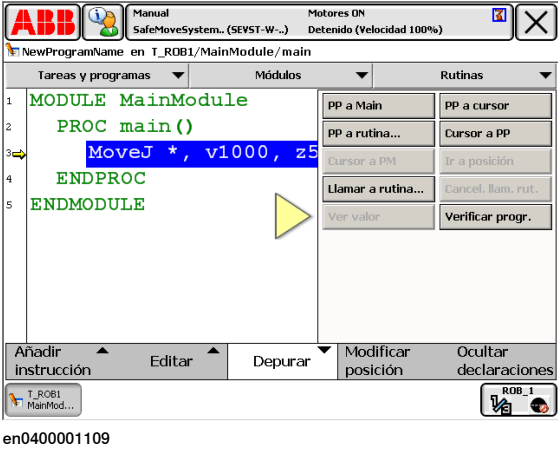 ABB
Manual
SafeMoveSystem.. (SEVST-W-..)
Motores ON
Detenido (Velocidad 100%)
NewProgramName en T_ROB1/MainModule/main
Tareas y programas
Módulos
Rutinas
1 MODULE MainModule
2 PROC main()
3 MoveJ *, v1000, z5
4 ENDPROC
5 ENDMODULE
PP a Main
PP a cursor
PP a rutina...
Cursor a PP
Cursor a PM
Ir a posición
Llamar a rutina...
Cancel. llam. rut.
Ver valor
Verificar progr.
Añadir
instrucción
Editar
Depurar
Modificar
posición
Ocultar
declaraciones
T_ROB1
MainMod...
ROB_1
en0400001109